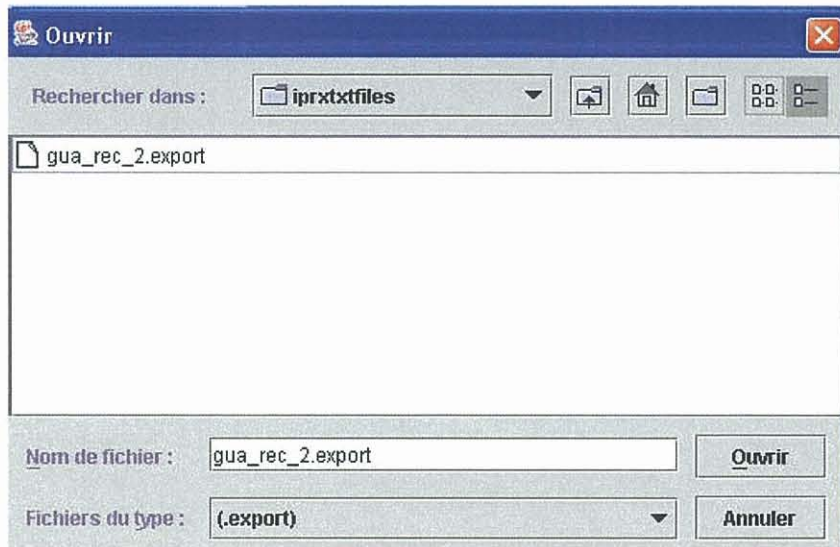 Ouvrir
Rechercher dans : iprxtxtfiles
gua_rec_2.export
Nom de fichier : gua_rec_2.export Ouvrir
Fichiers du type : (.export) Annuler